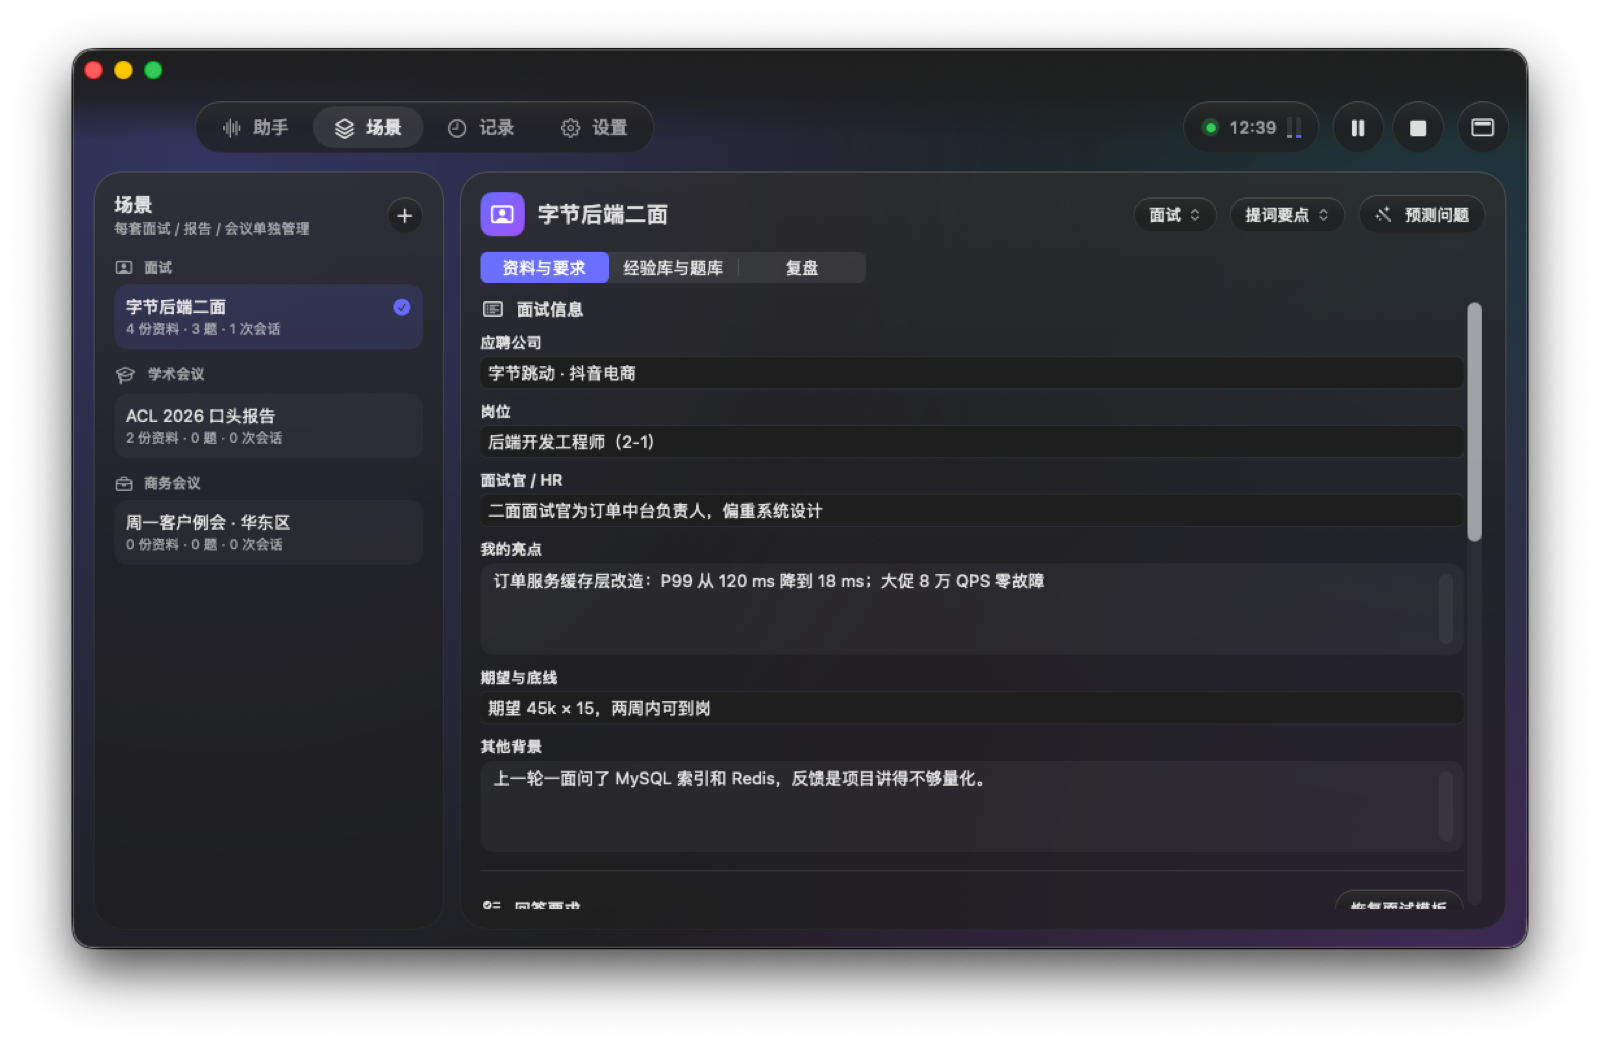 助手
场景
记录
设置
12:39
场景
每套面试 / 报告 / 会议单独管理
面试
字节后端二面
4 份资料 · 3 题 · 1 次会话
学术会议
ACL 2026 口头报告
2 份资料 · 0 题 · 0 次会话
商务会议
周一客户例会 · 华东区
0 份资料 · 0 题 · 0 次会话
字节后端二面
面试
提词要点
预测问题
资料与要求
经验库与题库
复盘
面试信息
应聘公司
字节跳动 · 抖音电商
岗位
后端开发工程师（2-1）
面试官 / HR
二面面试官为订单中台负责人，偏重系统设计
我的亮点
订单服务缓存层改造：P99 从 120 ms 降到 18 ms；大促 8 万 QPS 零故障
期望与底线
期望 45k × 15，两周内可到岗
其他背景
上一轮一面问了 MySQL 索引和 Redis，反馈是项目讲得不够量化。
回答要求
恢复面试模板